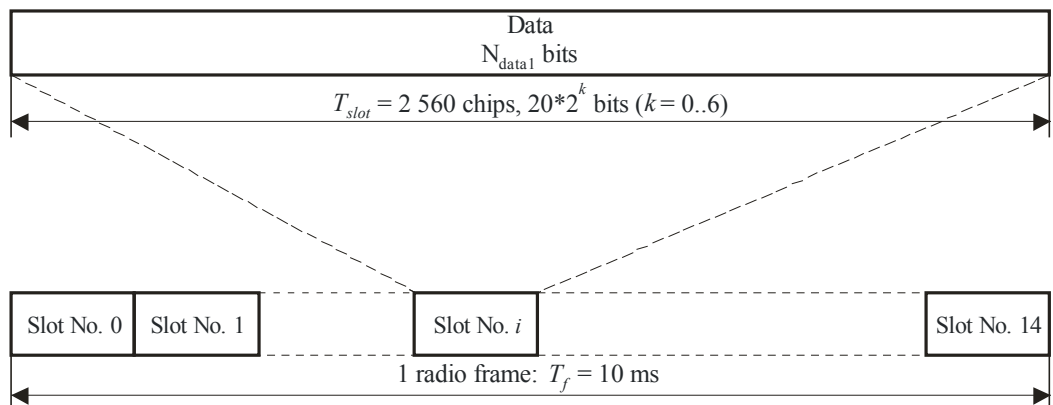 Data
N_data1 bits
T_slot = 2 560 chips, 20*2^k bits (k = 0..6)
Slot No. 0 Slot No. 1 Slot No. i Slot No. 14
1 radio frame: T_f = 10 ms